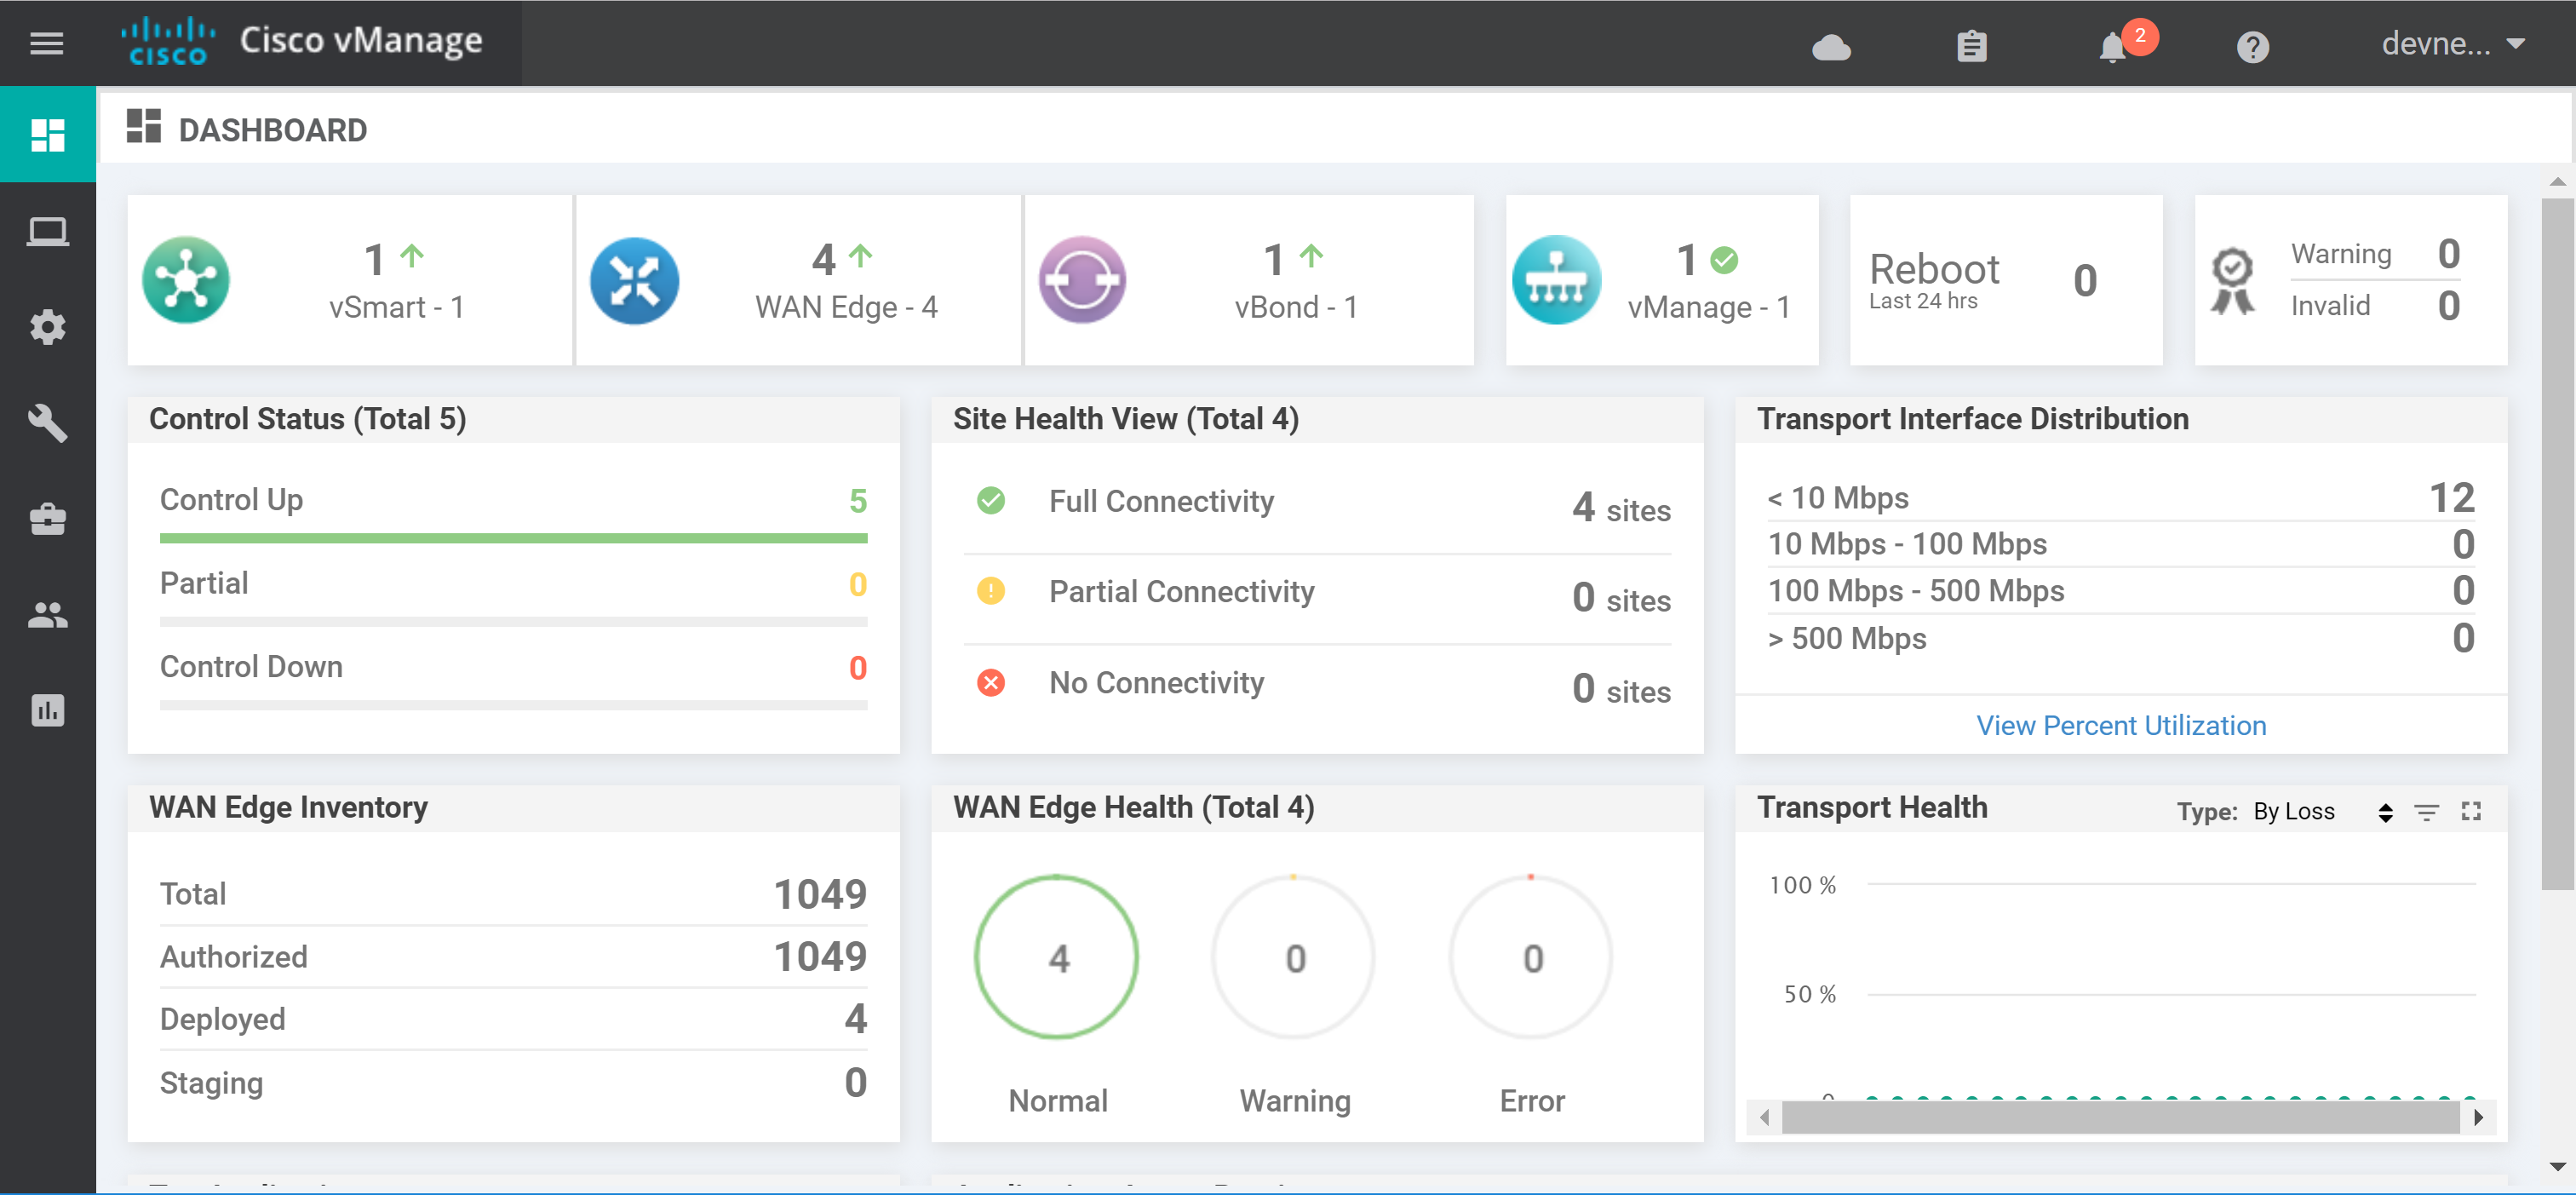 CISCO
Cisco vManage
2
devne...
DASHBOARD
1
vSmart - 1
4
WAN Edge - 4
1
vBond - 1
1
vManage - 1
Reboot
Last 24 hrs
0
Warning 0
Invalid 0
Control Status (Total 5)
Control Up 5
Partial 0
Control Down 0
Site Health View (Total 4)
Full Connectivity 4 sites
Partial Connectivity 0 sites
No Connectivity 0 sites
Transport Interface Distribution
< 10 Mbps 12
10 Mbps - 100 Mbps 0
100 Mbps - 500 Mbps 0
> 500 Mbps 0
View Percent Utilization
WAN Edge Inventory
Total 1049
Authorized 1049
Deployed 4
Staging 0
WAN Edge Health (Total 4)
4 0 0
Normal Warning Error
Transport Health Type: By Loss
100 %
50 %